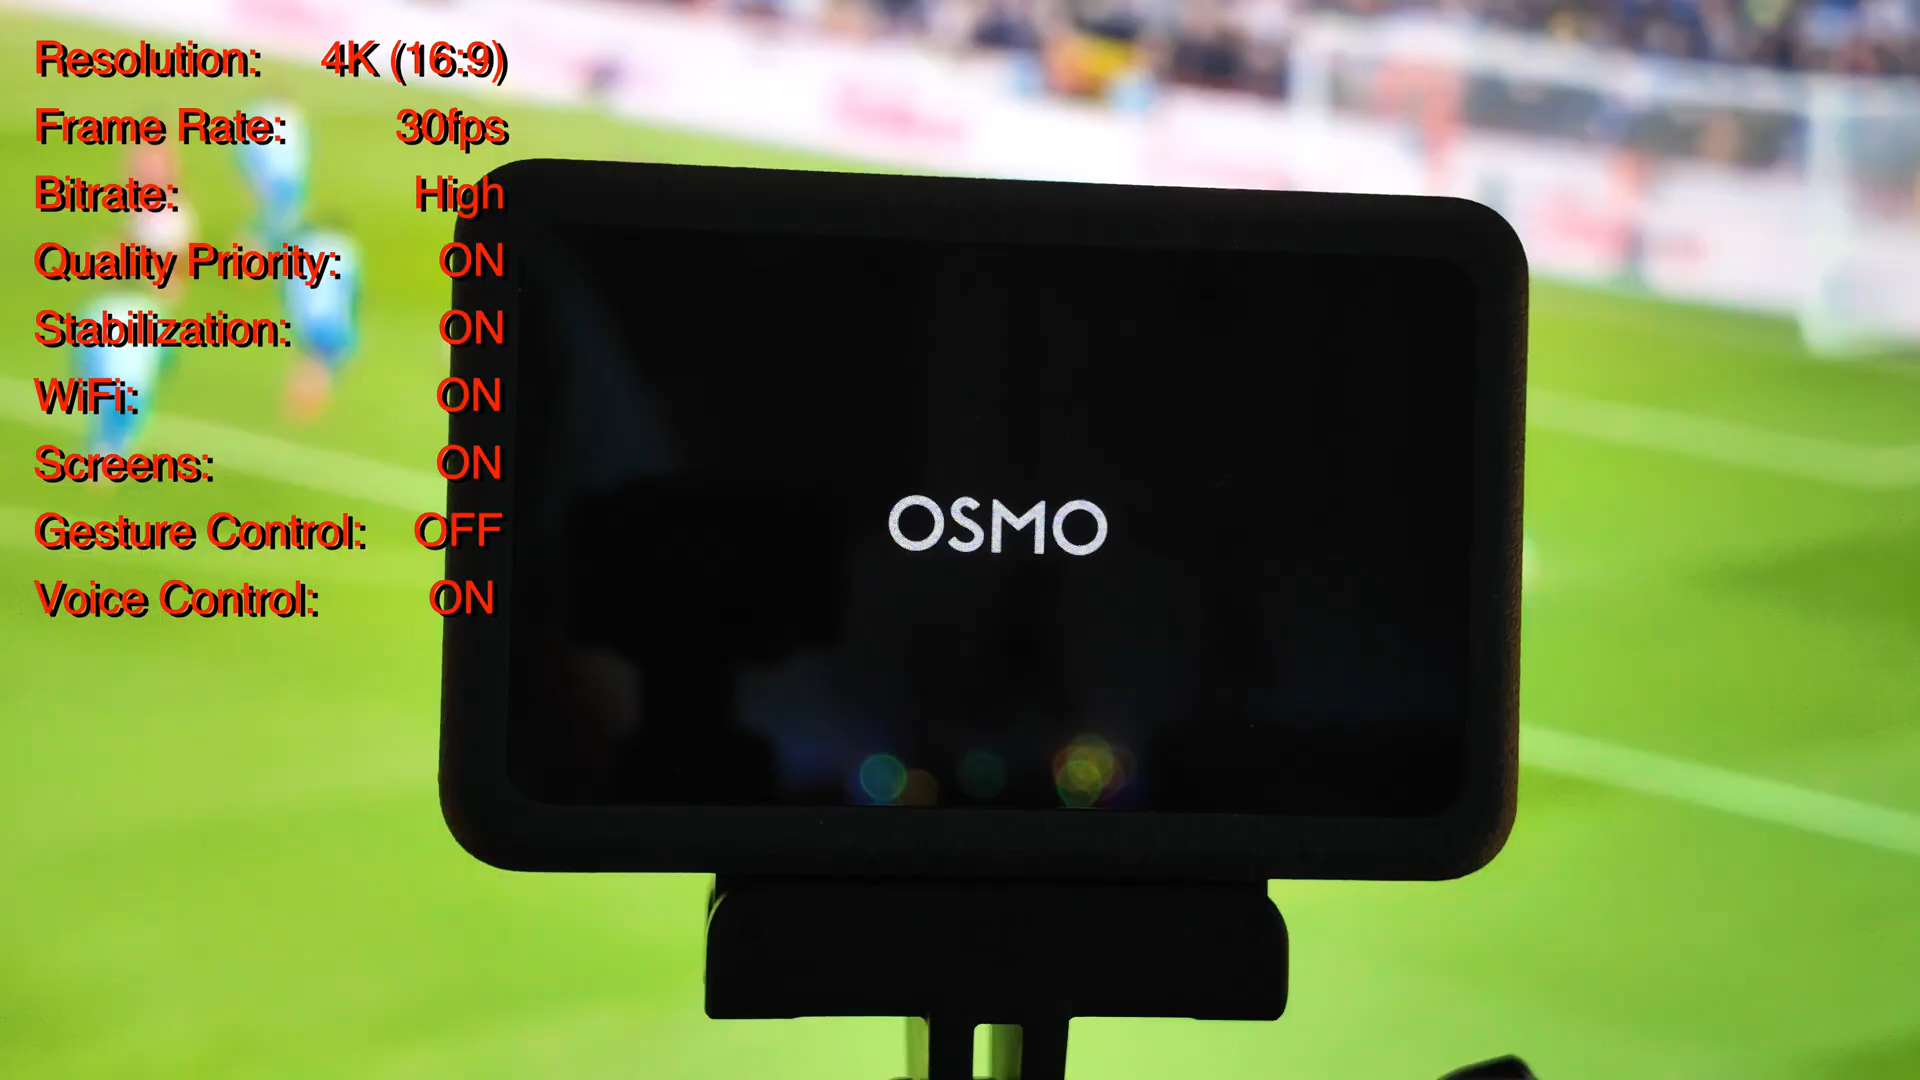 Resolution: 4K (16:9)
Frame Rate: 30fps
Bitrate: High
Quality Priority: ON
Stabilization: ON
WiFi: ON
Screens: ON
Gesture Control: OFF
Voice Control: ON
OSMO